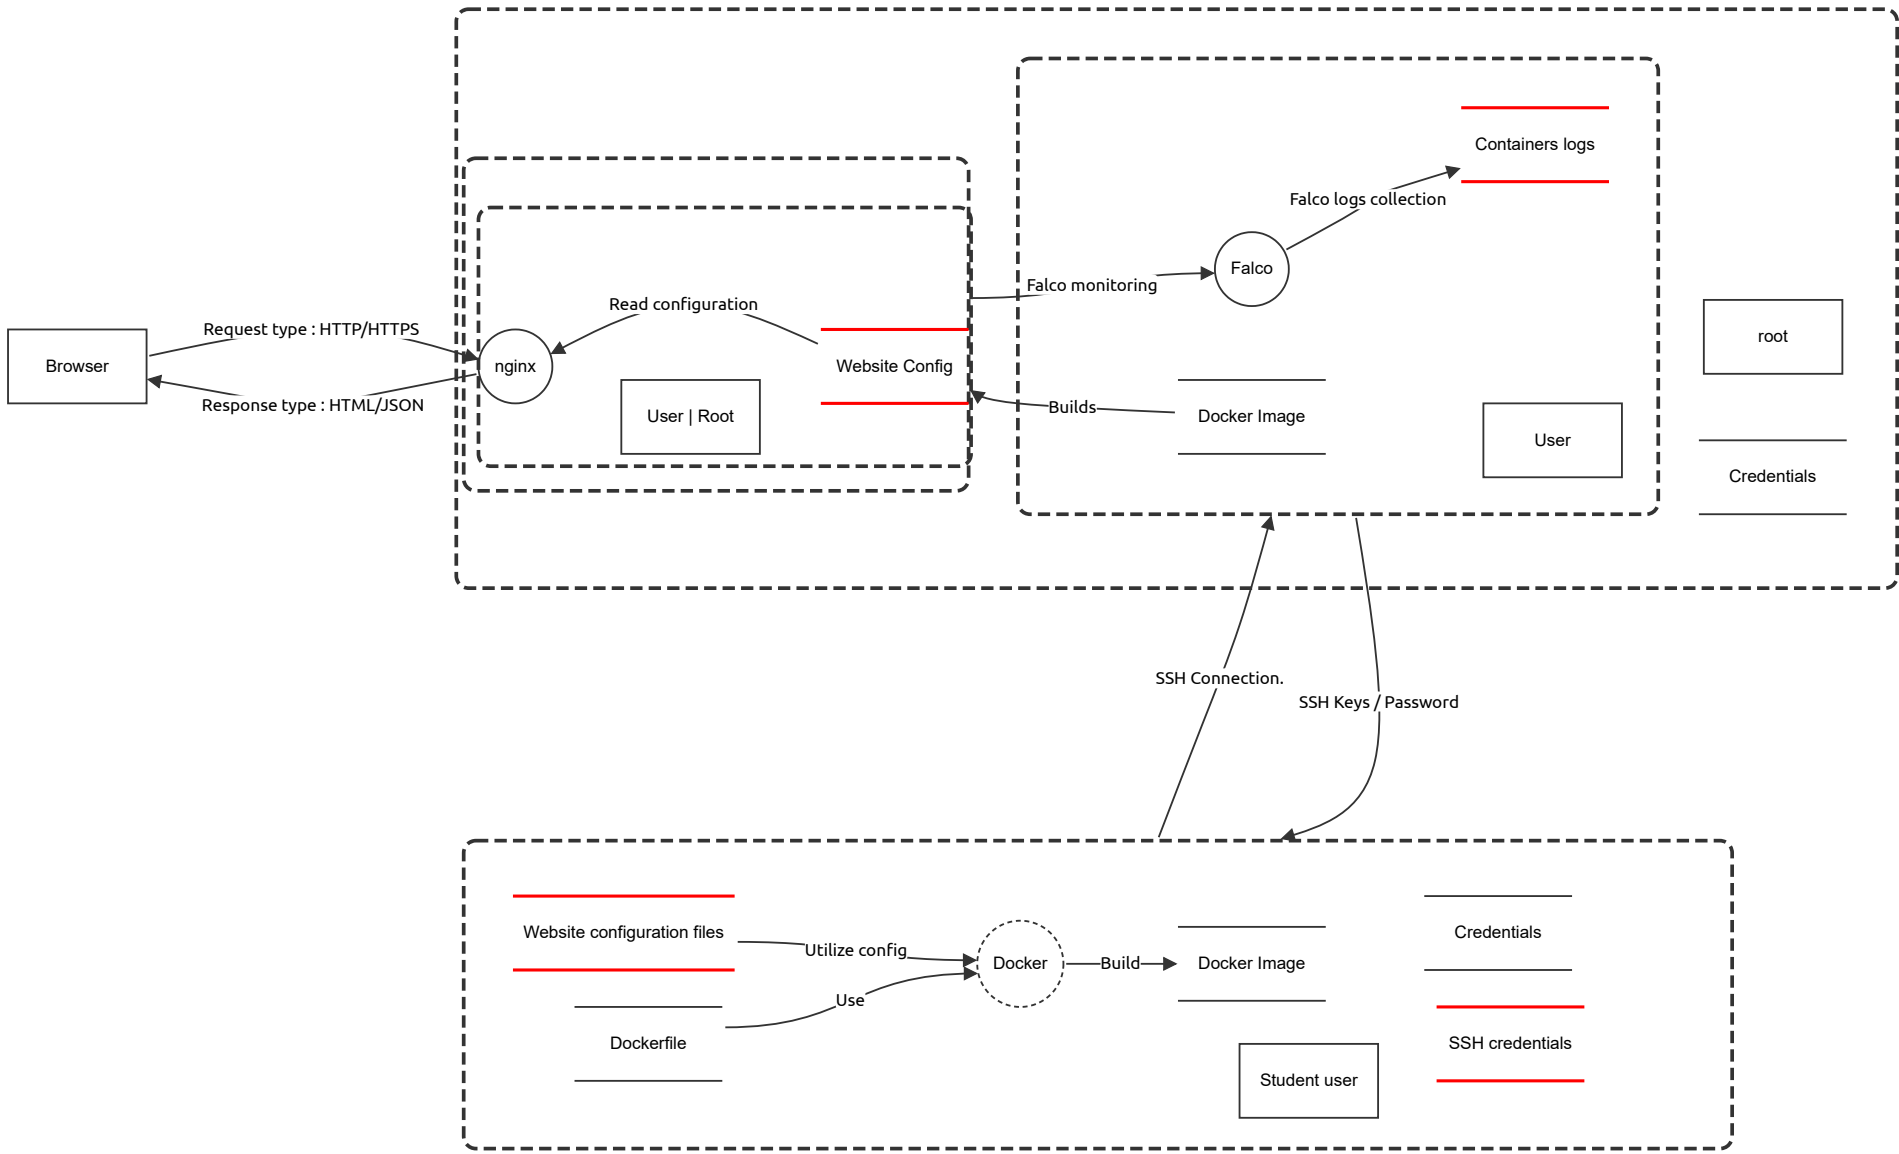 Containers logs
Falco logs collection
Falco
Falco monitoring
Read configuration
Request type : HTTP/HTTPS
Browser
nginx
Website Config
root
Response type : HTML/JSON
User | Root
Builds
Docker Image
User
Credentials
SSH Connection.
SSH Keys / Password
Website configuration files
Utilize config
Docker
Build
Docker Image
Credentials
Use
Dockerfile
SSH credentials
Student user